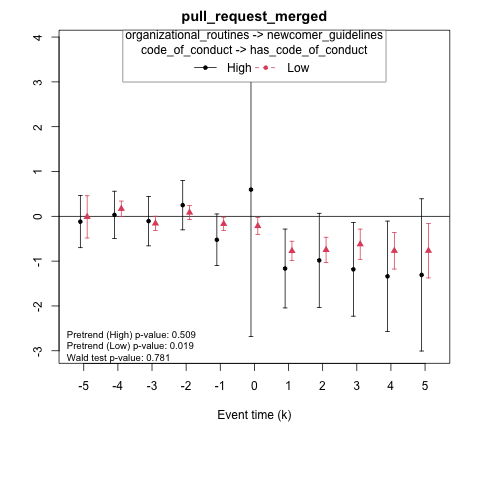 pull_request_merged
organizational_routines -> newcomer_guidelines
code_of_conduct -> has_code_of_conduct
High Low
4
3
2
1
0
-1
-2
-3
Pretrend (High) p-value: 0.509
Pretrend (Low) p-value: 0.019
Wald test p-value: 0.781
-5 -4 -3 -2 -1 0 1 2 3 4 5
Event time (k)